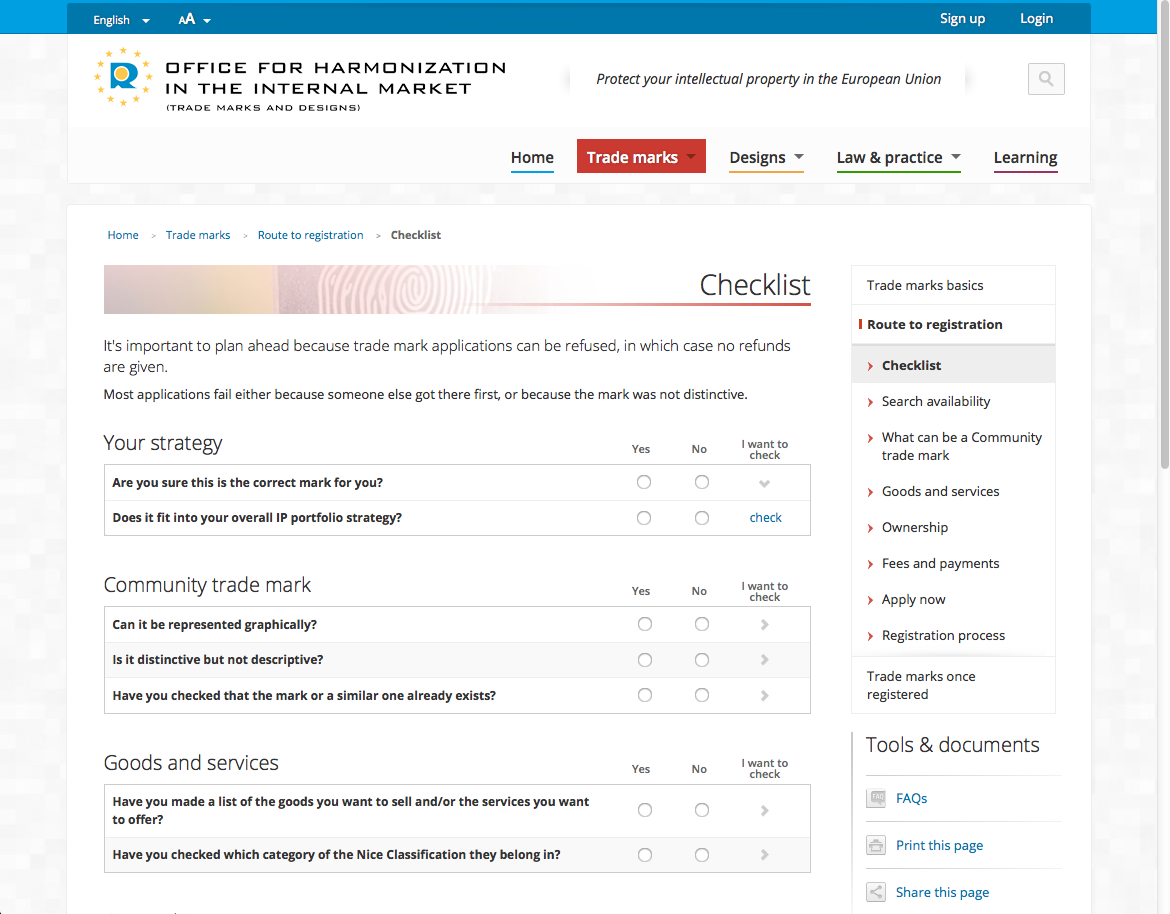 English
AA
Sign up
Login
OFFICE FOR HARMONIZATION
IN THE INTERNAL MARKET
(TRADE MARKS AND DESIGNS)
Protect your intellectual property in the European Union
Home
Trade marks
Designs
Law & practice
Learning
Home > Trade marks > Route to registration > Checklist
Checklist
It's important to plan ahead because trade mark applications can be refused, in which case no refunds
are given.
Most applications fail either because someone else got there first, or because the mark was not distinctive.
Your strategy
Yes
No
I want to
check
Are you sure this is the correct mark for you?
Does it fit into your overall IP portfolio strategy?
check
Community trade mark
Yes
No
I want to
check
Can it be represented graphically?
Is it distinctive but not descriptive?
Have you checked that the mark or a similar one already exists?
Goods and services
Yes
No
I want to
check
Have you made a list of the goods you want to sell and/or the services you want
to offer?
Have you checked which category of the Nice Classification they belong in?
Trade marks basics
Route to registration
Checklist
Search availability
What can be a Community
trade mark
Goods and services
Ownership
Fees and payments
Apply now
Registration process
Trade marks once
registered
Tools & documents
FAQ
FAQs
Print this page
Share this page